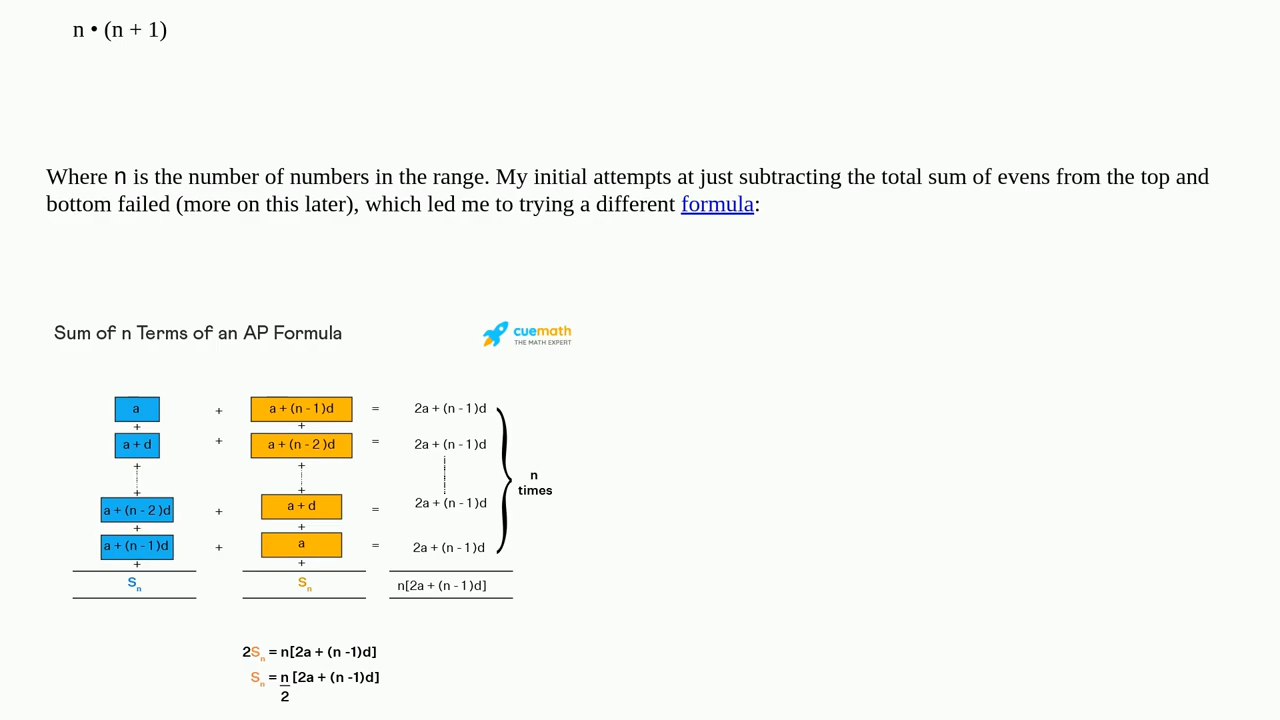 n • (n + 1)
Where n is the number of numbers in the range. My initial attempts at just subtracting the total sum of evens from the top and
bottom failed (more on this later), which led me to trying a different formula:
Sum of n Terms of an AP Formula
cuemath
THE MATH EXPERT
a + a + (n - 1)d = 2a + (n - 1)d
+ +
a + d + a + (n - 2)d = 2a + (n - 1)d
+ +
n
times
+ +
a + (n - 2)d + a + d = 2a + (n - 1)d
+ +
a + (n - 1)d + a = 2a + (n - 1)d
+ +
Sn Sn n[2a + (n - 1)d]
2Sn = n[2a + (n -1)d]
Sn = n [2a + (n -1)d]
2